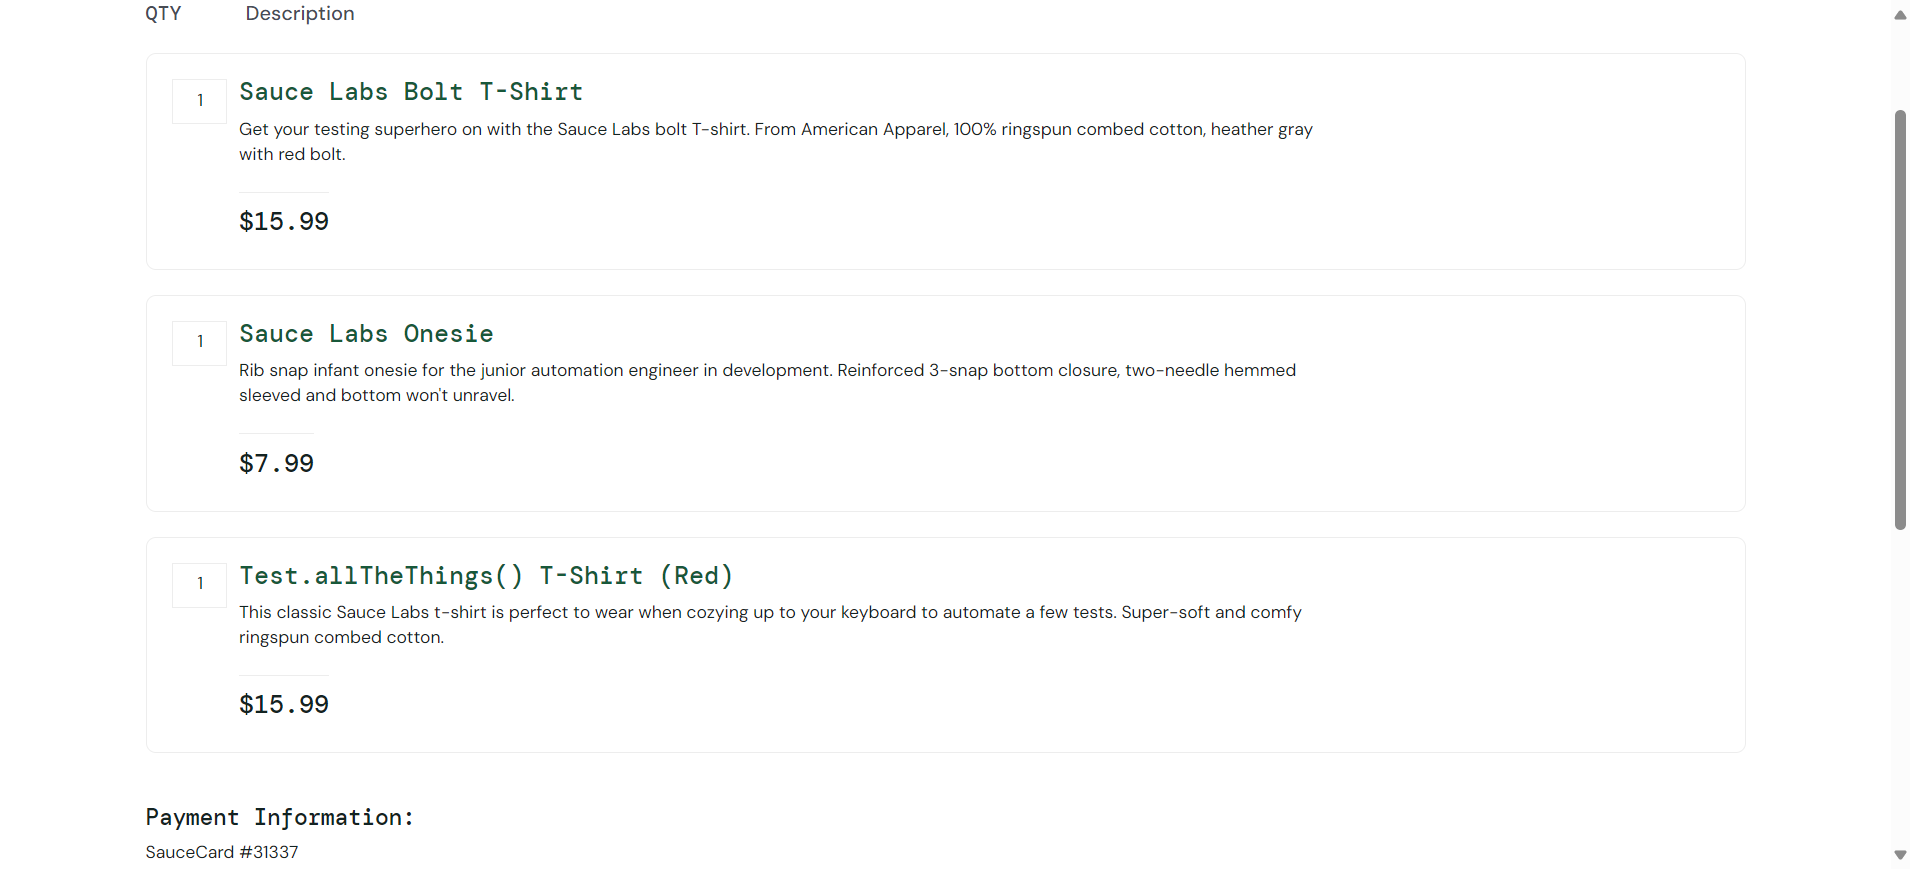 QTY Description
1 Sauce Labs Bolt T-Shirt
Get your testing superhero on with the Sauce Labs bolt T-shirt. From American Apparel, 100% ringspun combed cotton, heather gray
with red bolt.
$15.99
1 Sauce Labs Onesie
Rib snap infant onesie for the junior automation engineer in development. Reinforced 3-snap bottom closure, two-needle hemmed
sleeved and bottom won't unravel.
$7.99
1 Test.allTheThings() T-Shirt (Red)
This classic Sauce Labs t-shirt is perfect to wear when cozying up to your keyboard to automate a few tests. Super-soft and comfy
ringspun combed cotton.
$15.99
Payment Information:
SauceCard #31337